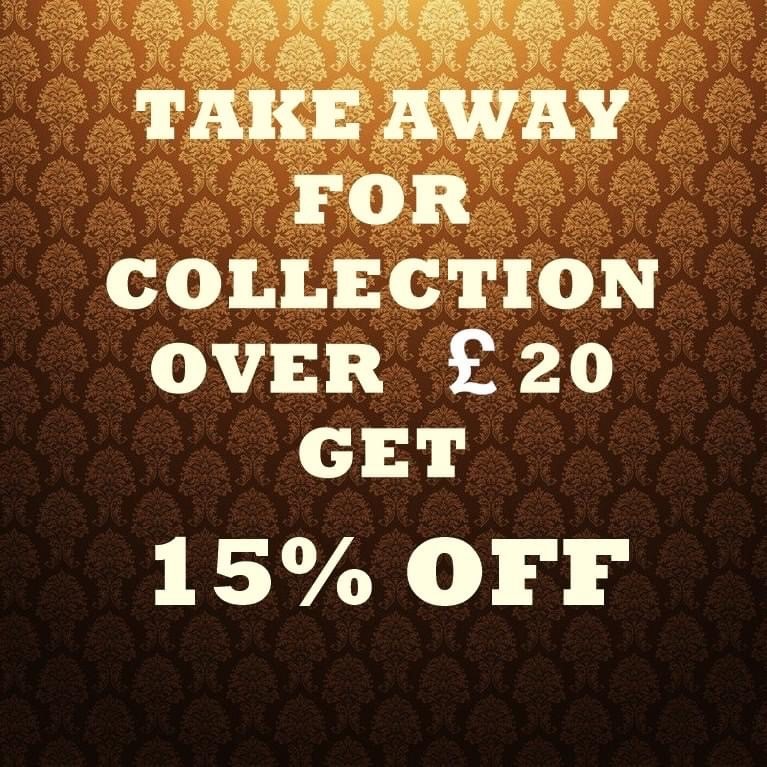 TAKE AWAY
FOR
COLLECTION
OVER £ 20
GET
15% OFF